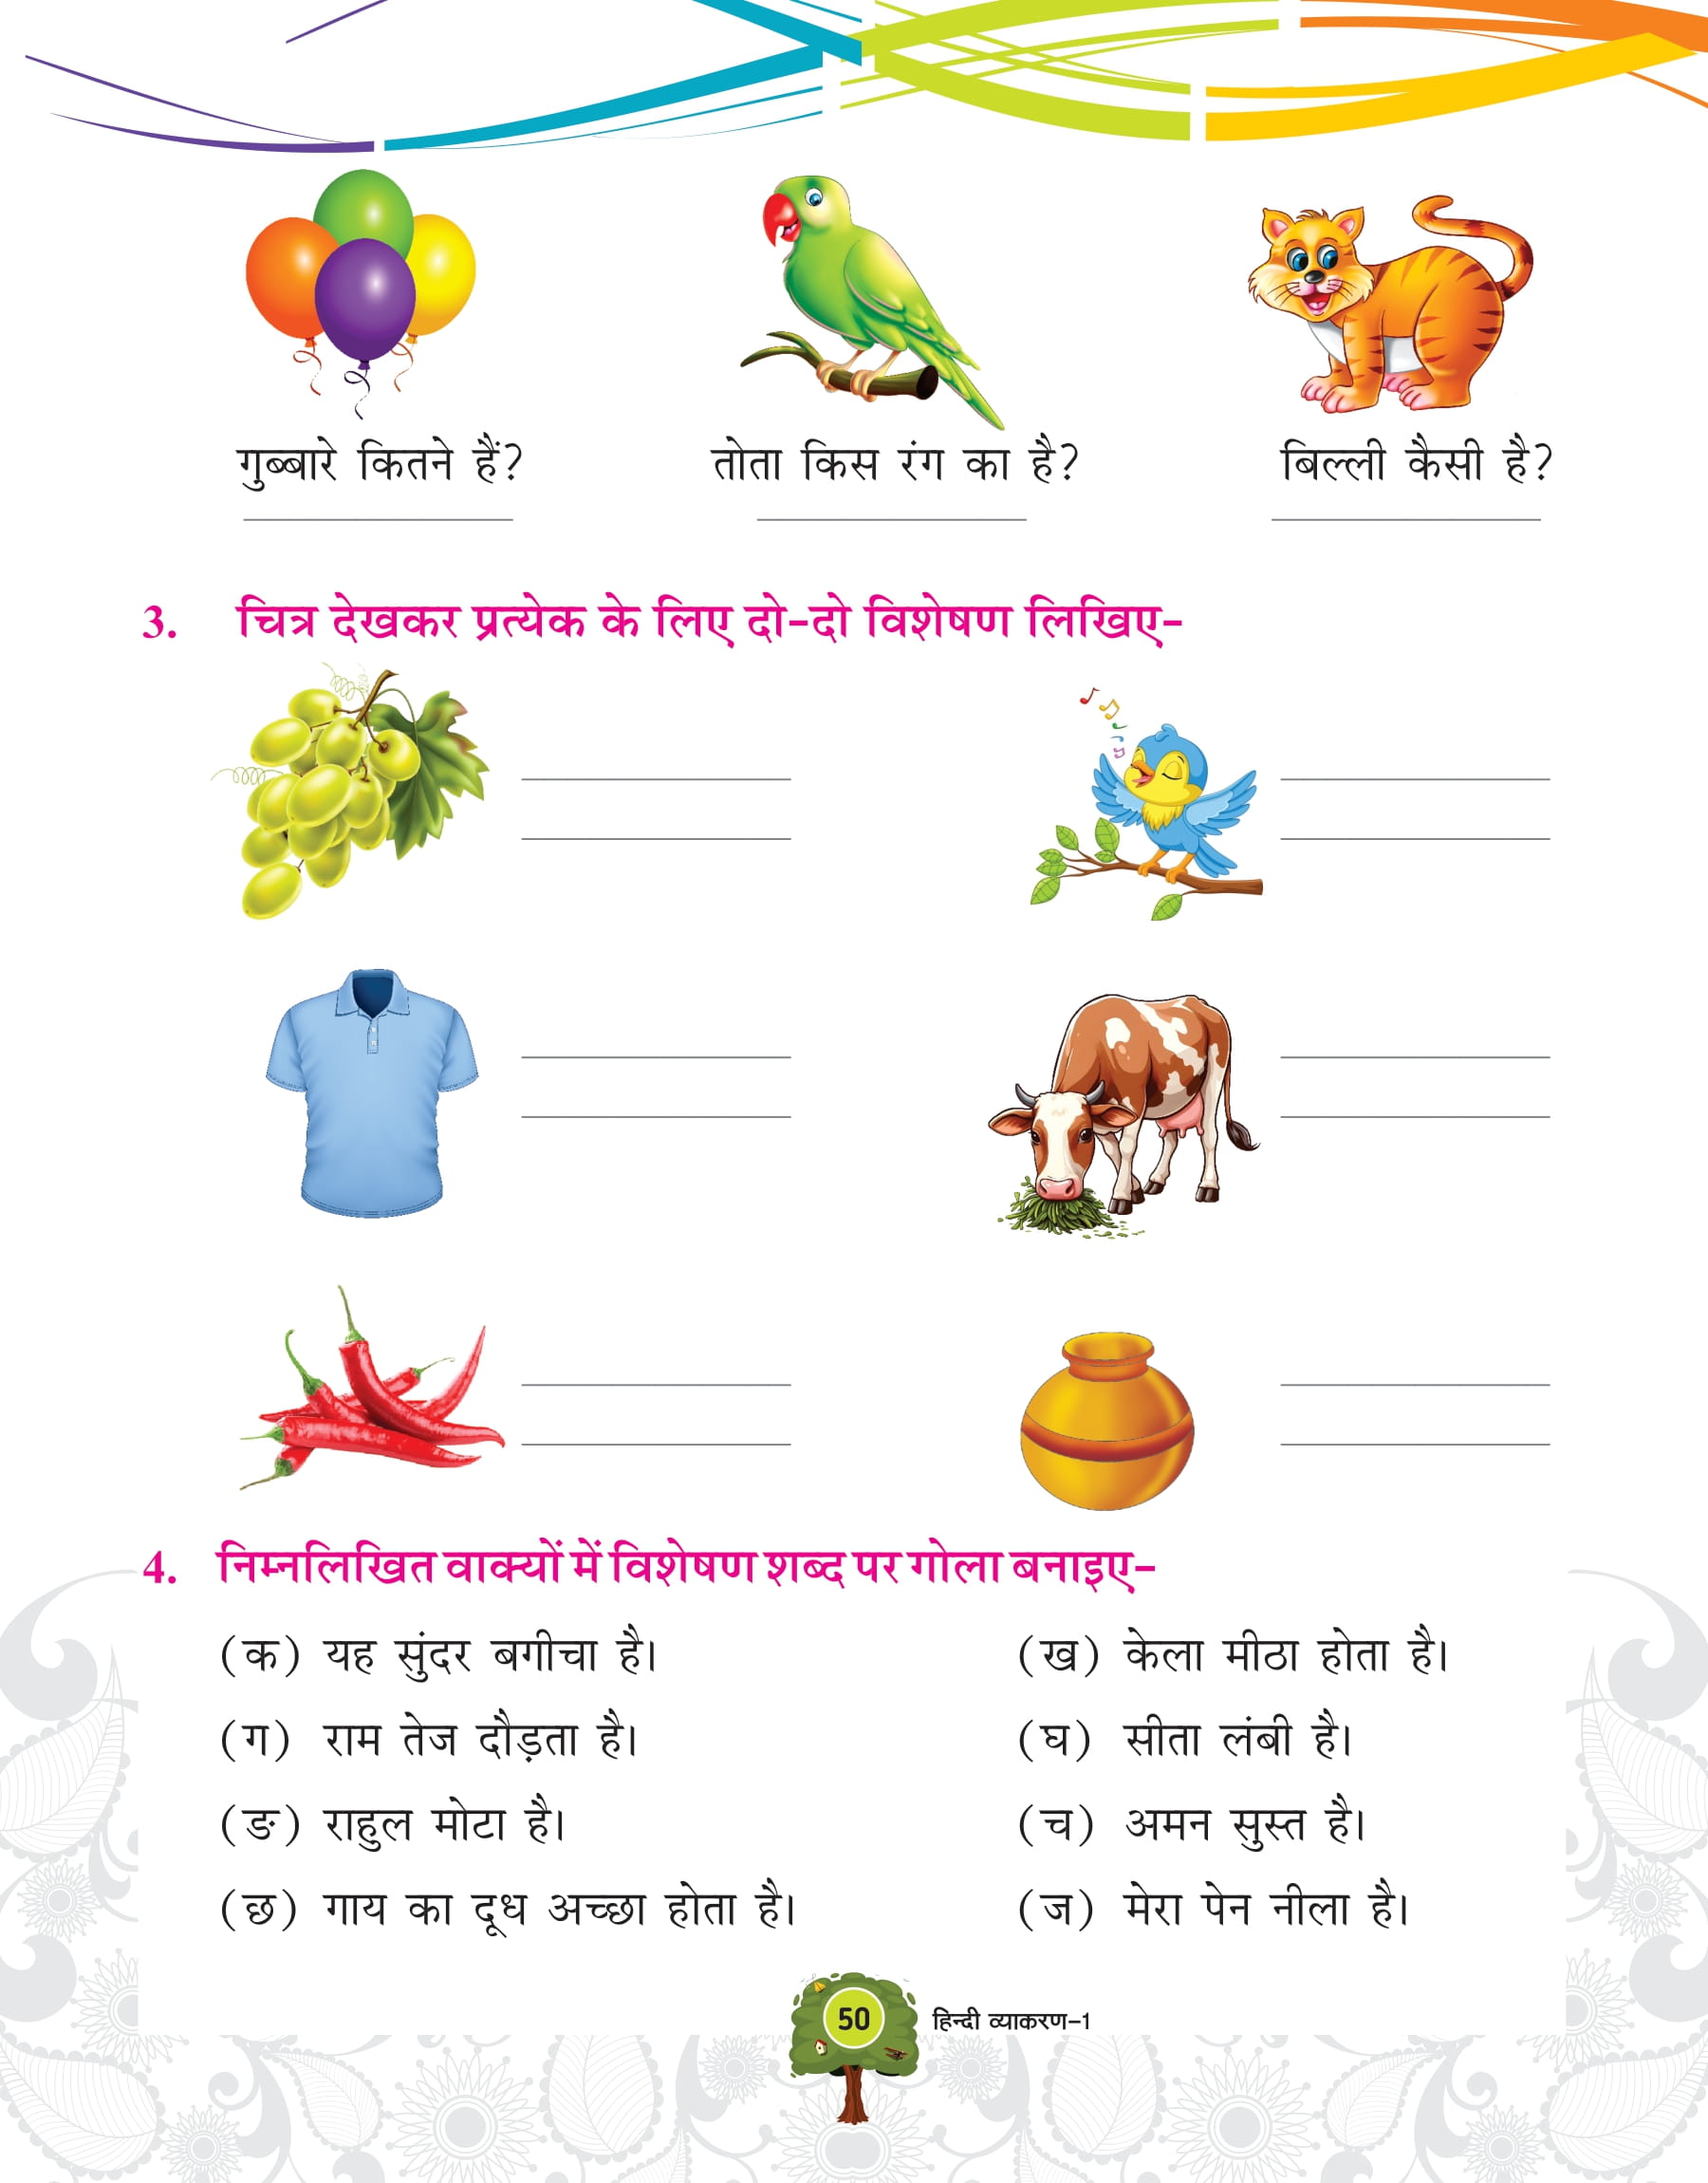 गुब्बारे कितने हैं? तोता किस रंग का है? बिल्ली कैसी है?
3. चित्र देखकर प्रत्येक के लिए दो-दो विशेषण लिखिए-
4. निम्नलिखित वाक्यों में विशेषण शब्द पर गोला बनाइए-
(क) यह सुंदर बगीचा है। (ख) केला मीठा होता है।
(ग) राम तेज दौड़ता है। (घ) सीता लंबी है।
(ङ) राहुल मोटा है। (च) अमन सुस्त है।
(छ) गाय का दूध अच्छा होता है। (ज) मेरा पेन नीला है।
50 हिन्दी व्याकरण-1